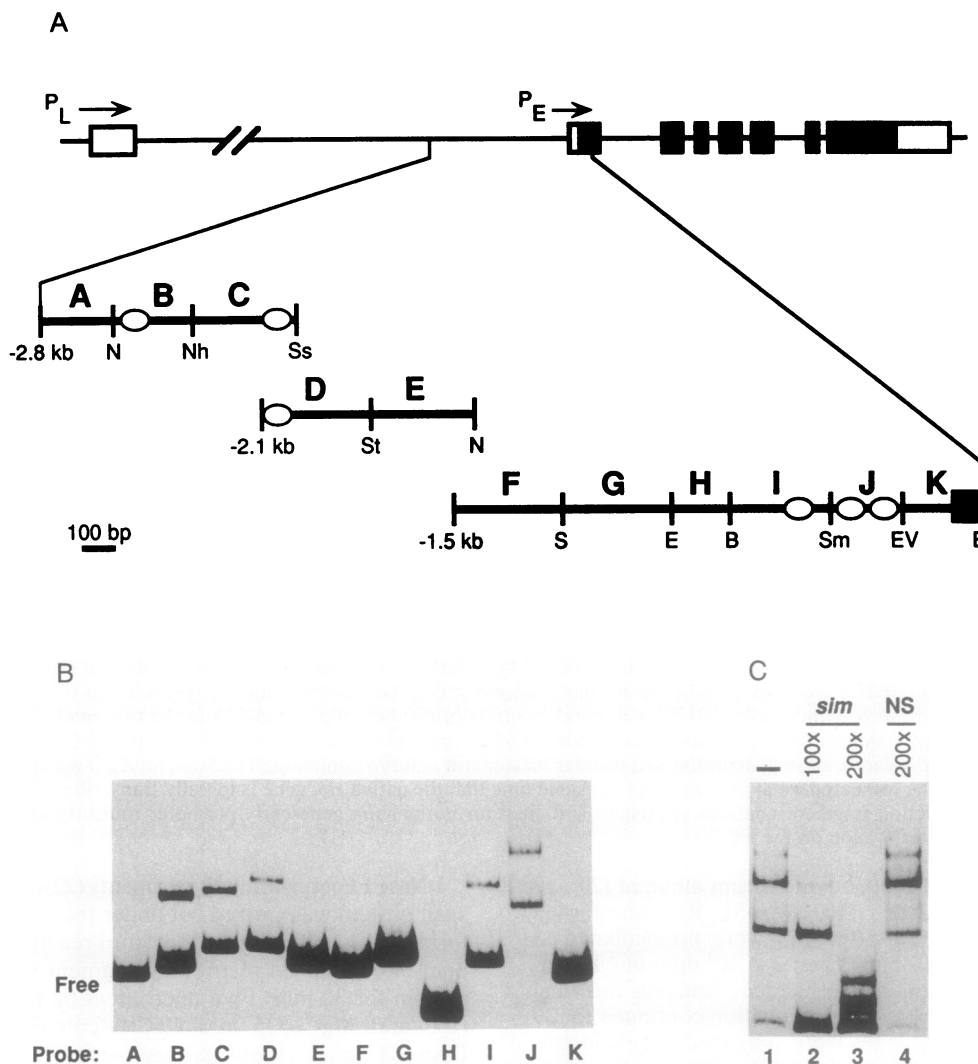 A
P_L
P_E
A B C
-2.8 kb N Nh Ss
D E
-2.1 kb St N
F G H I J K
-1.5 kb S E B Sm EV
100 bp
B
Free
Probe: A B C D E F G H I J K
C
sim NS
– 100x 200x 200x
1 2 3 4